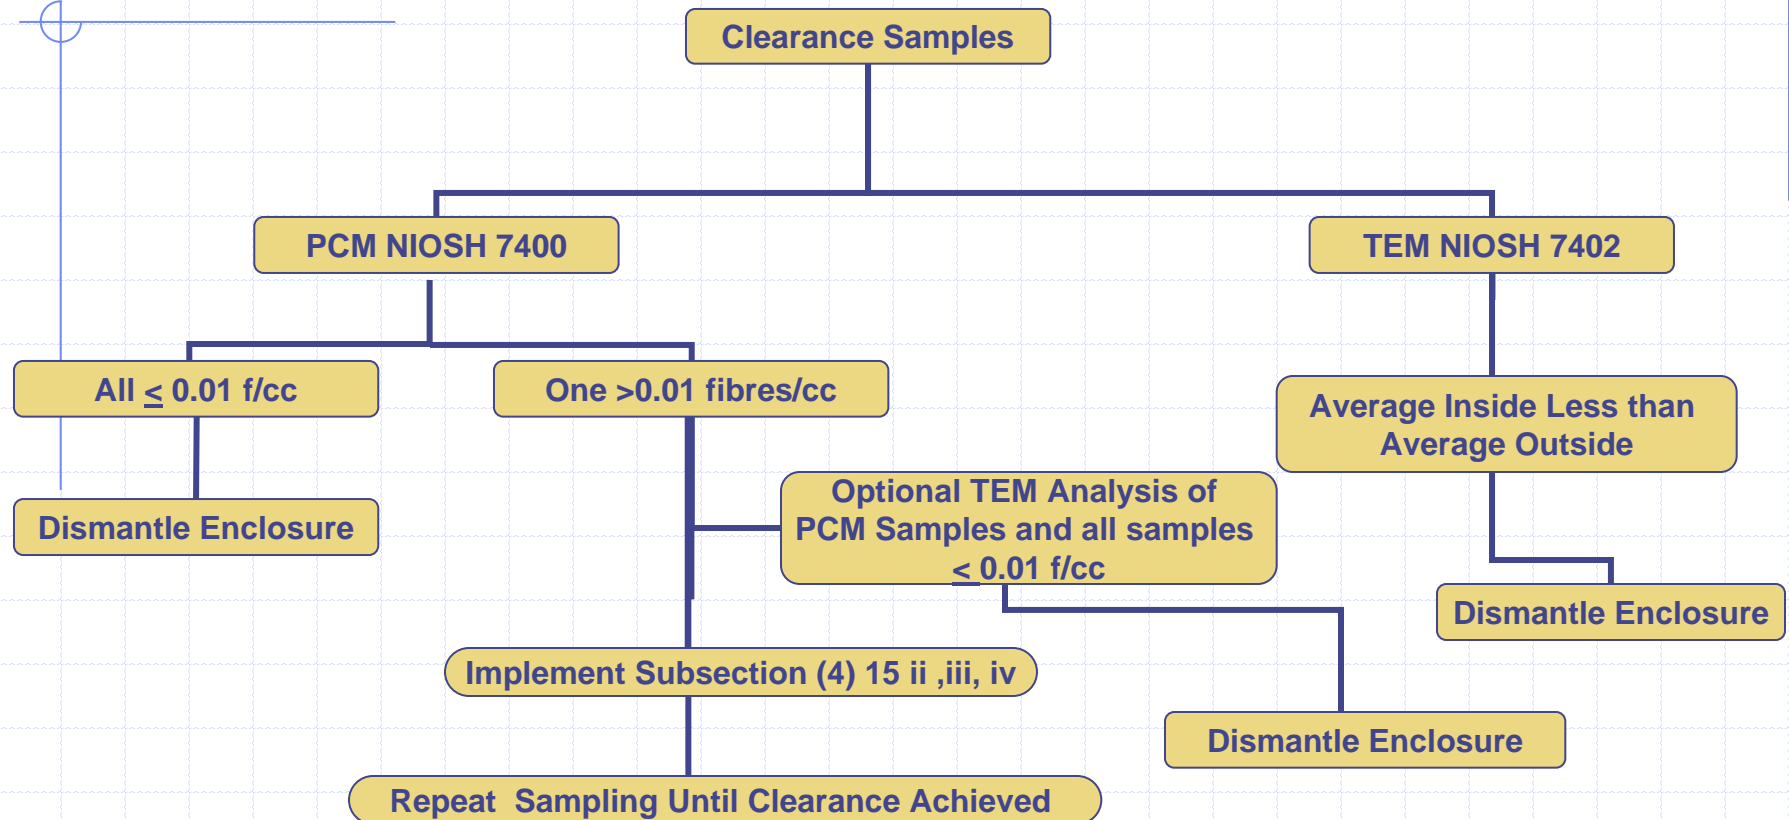 Clearance Samples
PCM NIOSH 7400
TEM NIOSH 7402
All < 0.01 f/cc
One >0.01 fibres/cc
Average Inside Less than
Average Outside
Optional TEM Analysis of
PCM Samples and all samples
< 0.01 f/cc
Dismantle Enclosure
Dismantle Enclosure
Implement Subsection (4) 15 ii ,iii, iv
Dismantle Enclosure
Repeat  Sampling Until Clearance Achieved